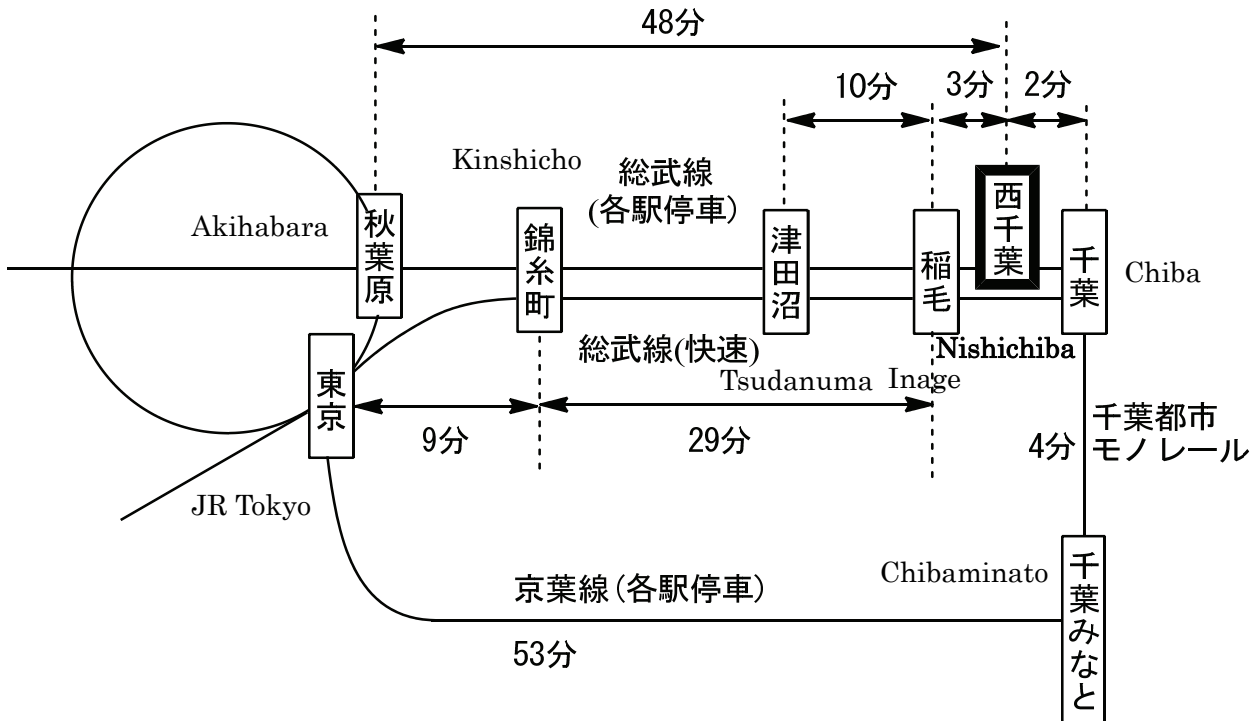 48分
10分
3分
2分
Kinshicho
総武線
(各駅停車)
Akihabara
秋葉原
錦糸町
津田沼
稲毛
西千葉
千葉
Chiba
総武線(快速)
Nishichiba
Tsudanuma
Inage
東京
9分
29分
4分
千葉都市
モノレール
JR Tokyo
Chibaminato
千葉みなと
京葉線(各駅停車)
53分